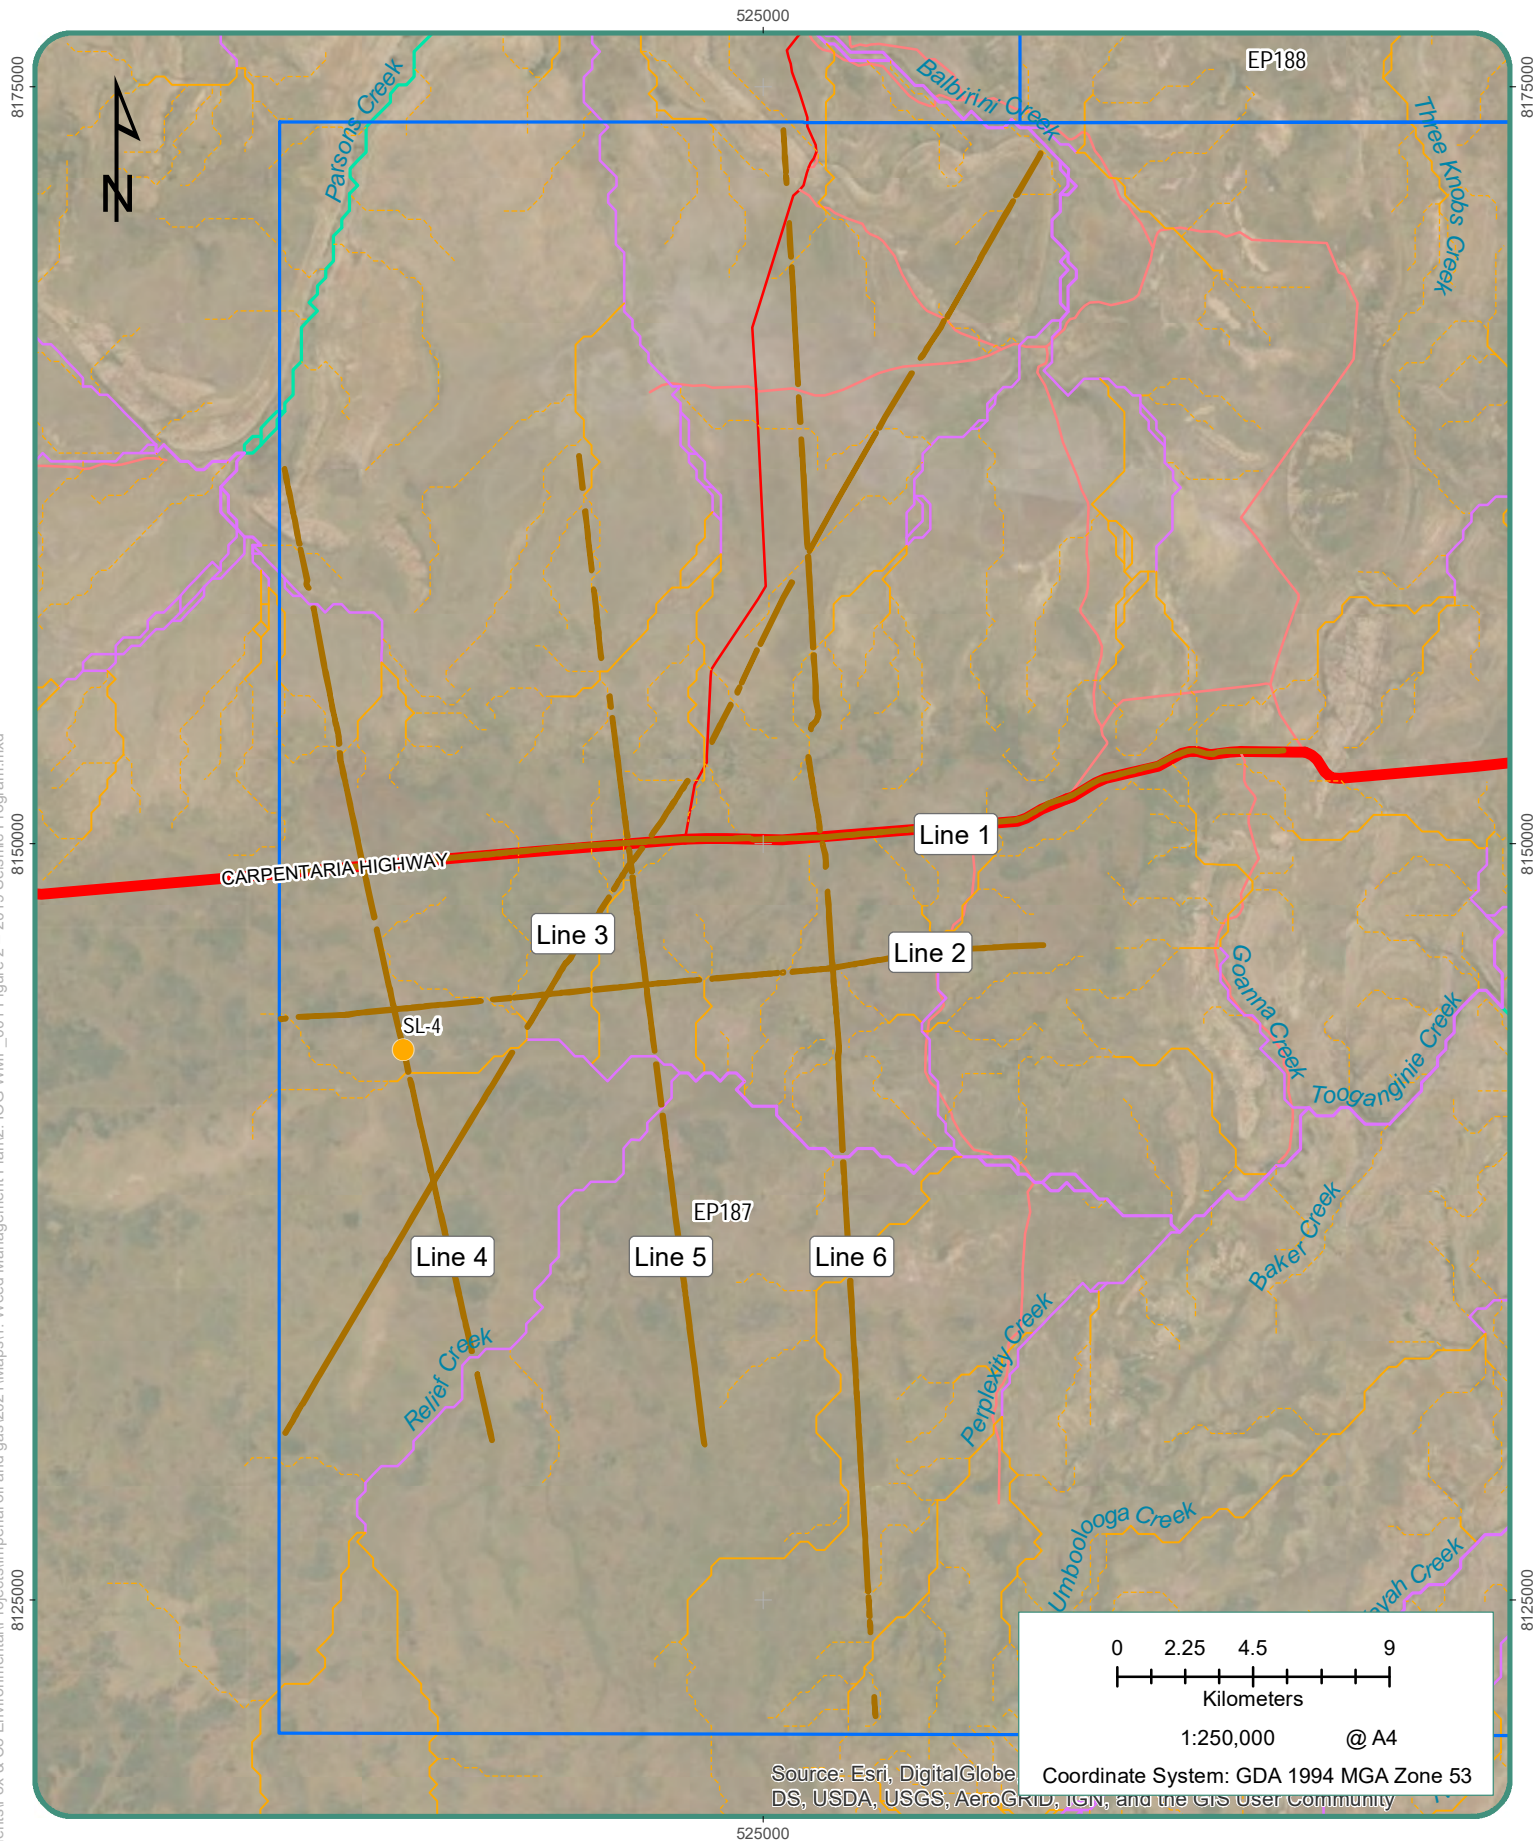 525000
8175000
8175000
EP188
Parsons Creek
Balbirini Creek
Three Knobs Creek
N
8150000
8150000
Line 1
CARPENTARIA HIGHWAY
Line 3
Line 2
SL-4
Goanna Creek
Tooganginie Creek
EP187
Baker Creek
Line 4
Line 5
Line 6
Relief Creek
Perplexity Creek
Umboolooga Creek
8125000
8125000
0 2.25 4.5 9
Kilometers
1:250,000 @ A4
Coordinate System: GDA 1994 MGA Zone 53
Source: Esri, DigitalGlobe,
DS, USDA, USGS, AeroGRID, IGN, and the GIS User Community
525000